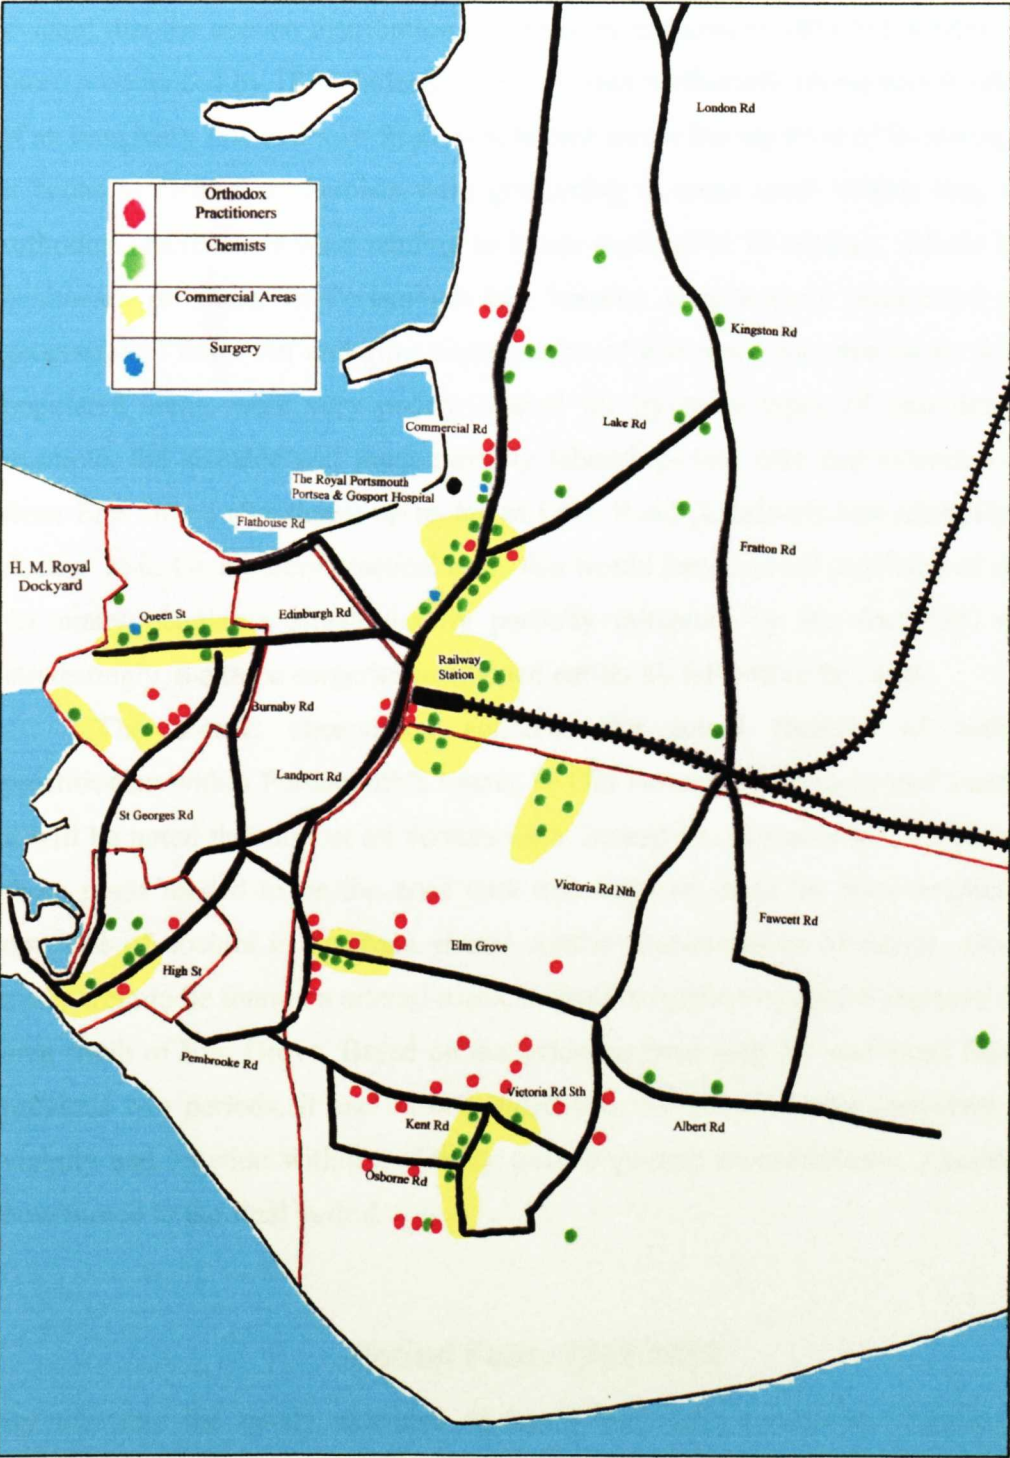 London Rd
Orthodox
Practitioners
Chemists
Commercial Areas
Surgery
Kingston Rd
Lake Rd
Commercial Rd
The Royal Portsmouth
Portsea & Gosport Hospital
Flathouse Rd
Fratton Rd
H. M. Royal
Dockyard
Queen St
Edinburgh Rd
Railway
Station
Burnaby Rd
Landport Rd
St Georges Rd
Victoria Rd Nth
Fawcett Rd
Elm Grove
High St
Pembrooke Rd
Victoria Rd Sth
Kent Rd
Albert Rd
Osborne Rd